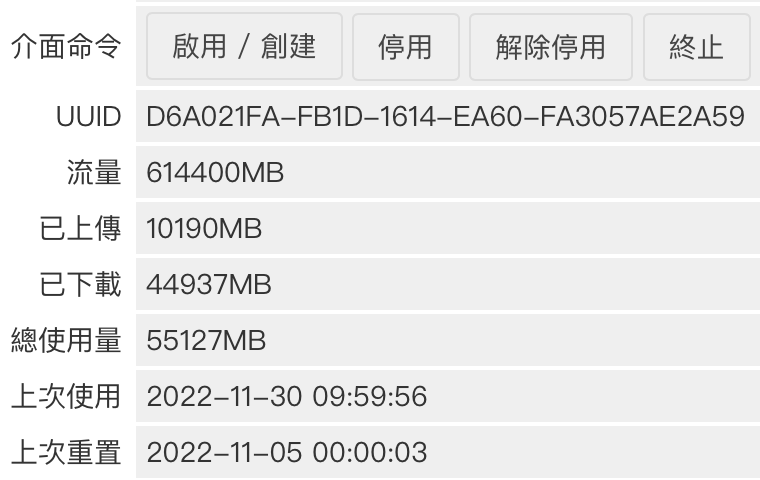 介面命令 啟用 / 創建 停用 解除停用 終止
UUID D6A021FA-FB1D-1614-EA60-FA3057AE2A59
流量 614400MB
已上傳 10190MB
已下載 44937MB
總使用量 55127MB
上次使用 2022-11-30 09:59:56
上次重置 2022-11-05 00:00:03